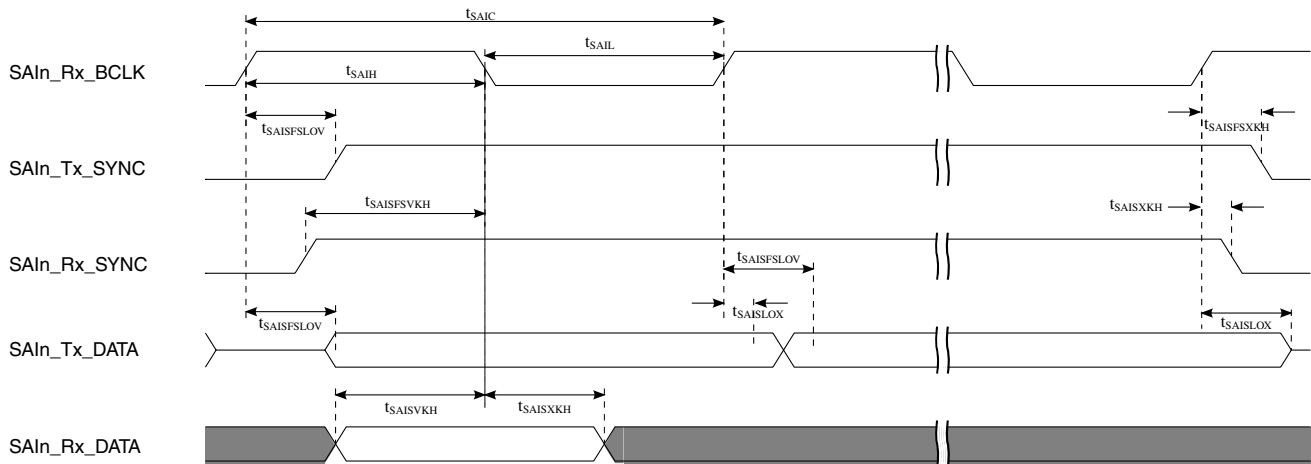 tSAIC
tSAIL
SAIn_Rx_BCLK
tSAIH
tSAISFSLOV
tSAISFSXKH
SAIn_Tx_SYNC
tSAISFSVKH
tSAISXKH
SAIn_Rx_SYNC
tSAISFSLOV
tSAISFSLOV
tSAISLOX
tSAISLOX
SAIn_Tx_DATA
tSAISVKH
tSAISXKH
SAIn_Rx_DATA